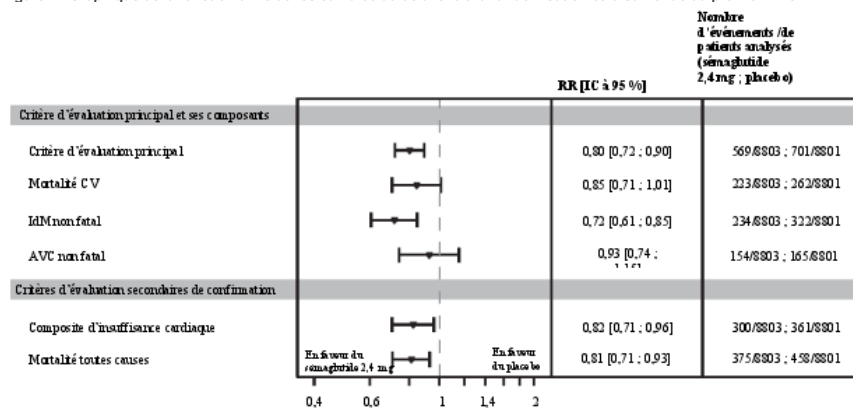 Nombre
d'événements /de
patients analysés
(sémaglutide
RR [IC à 95 %] 2,4 mg ; placebo)
Critère d'évaluation principal et ses composants
Critère d'évaluation principal 0,80 [0,72 ; 0,90] 569/8803 ; 701/8801
Mortalité CV 0,85 [0,71 ; 1,01] 223/8803 ; 262/8801
IdM non fatal 0,72 [0,61 ; 0,85] 234/8803 ; 322/8801
AVC non fatal 0,93 [0,74 ; 154/8803 ; 165/8801
Critères d'évaluation secondaires de confirmation
Composite d'insuffisance cardiaque 0,82 [0,71 ; 0,96] 300/8803 ; 361/8801
Mortalité toutes causes 0,81 [0,71 ; 0,93] 375/8803 ; 458/8801
En faveur du
sémaglutide 2,4 mg
En faveur
du placebo
0,4 0,6 1 1,4 2